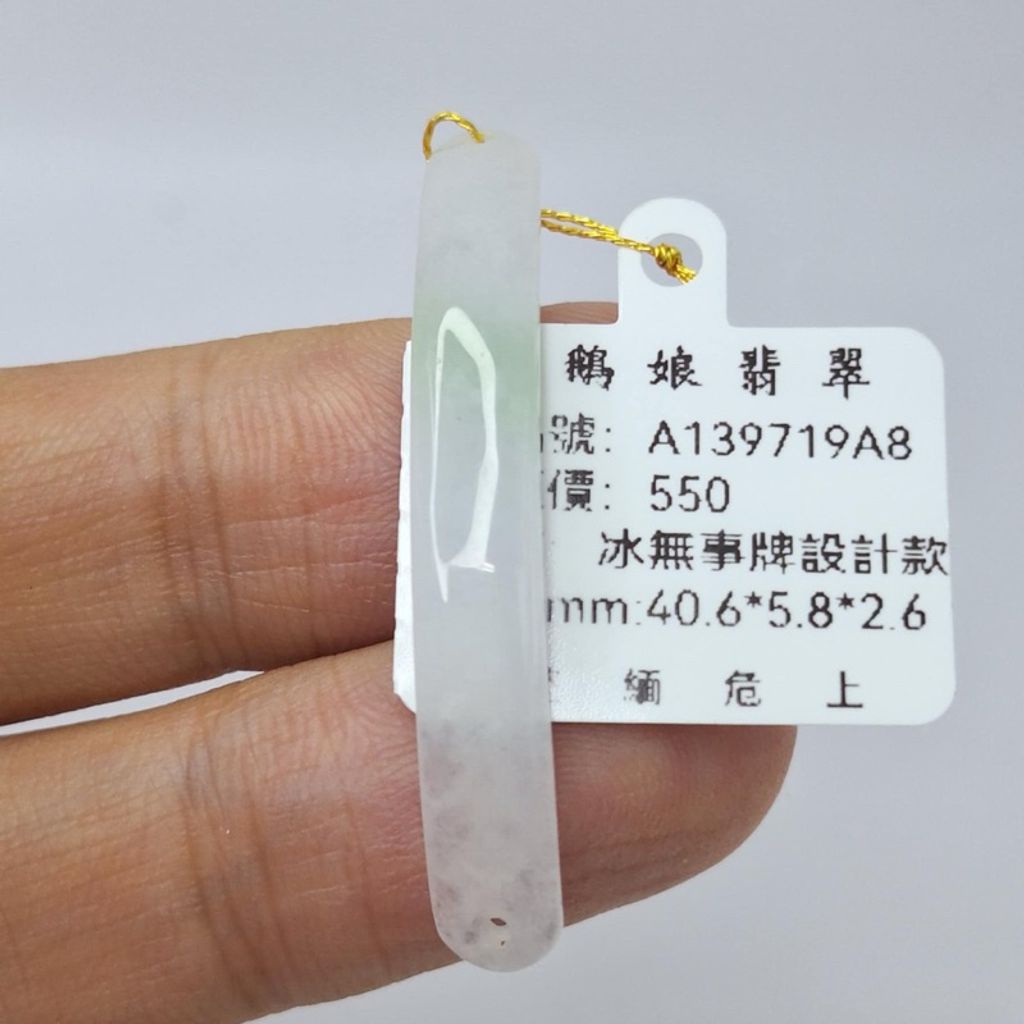 鵝娘翡翠
號: A139719A8
價: 550
冰無事牌設計款
mm:40.6*5.8*2.6
緬危上